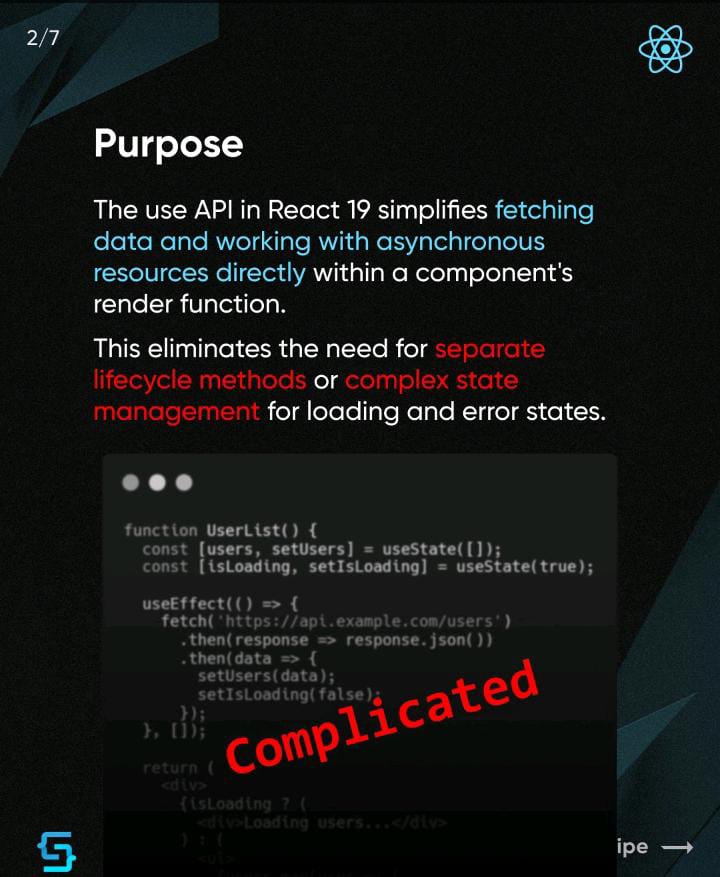 2/7
Purpose
The use API in React 19 simplifies fetching
data and working with asynchronous
resources directly within a component's
render function.
This eliminates the need for separate
lifecycle methods or complex state
management for loading and error states.
function UserList() {
  const [users, setUsers] = useState([]);
  const [isLoading, setIsLoading] = useState(true);
  useEffect(() => {
    fetch('https://api.example.com/users')
      .then(response => response.json())
      .then(data => {
        setUsers(data);
        setIsLoading(false);
      });
  }, []);
Complicated
  return (
    <div>
      {isLoading ? (
        <div>Loading users...</div>
      ) : (
        <ul>
ipe →